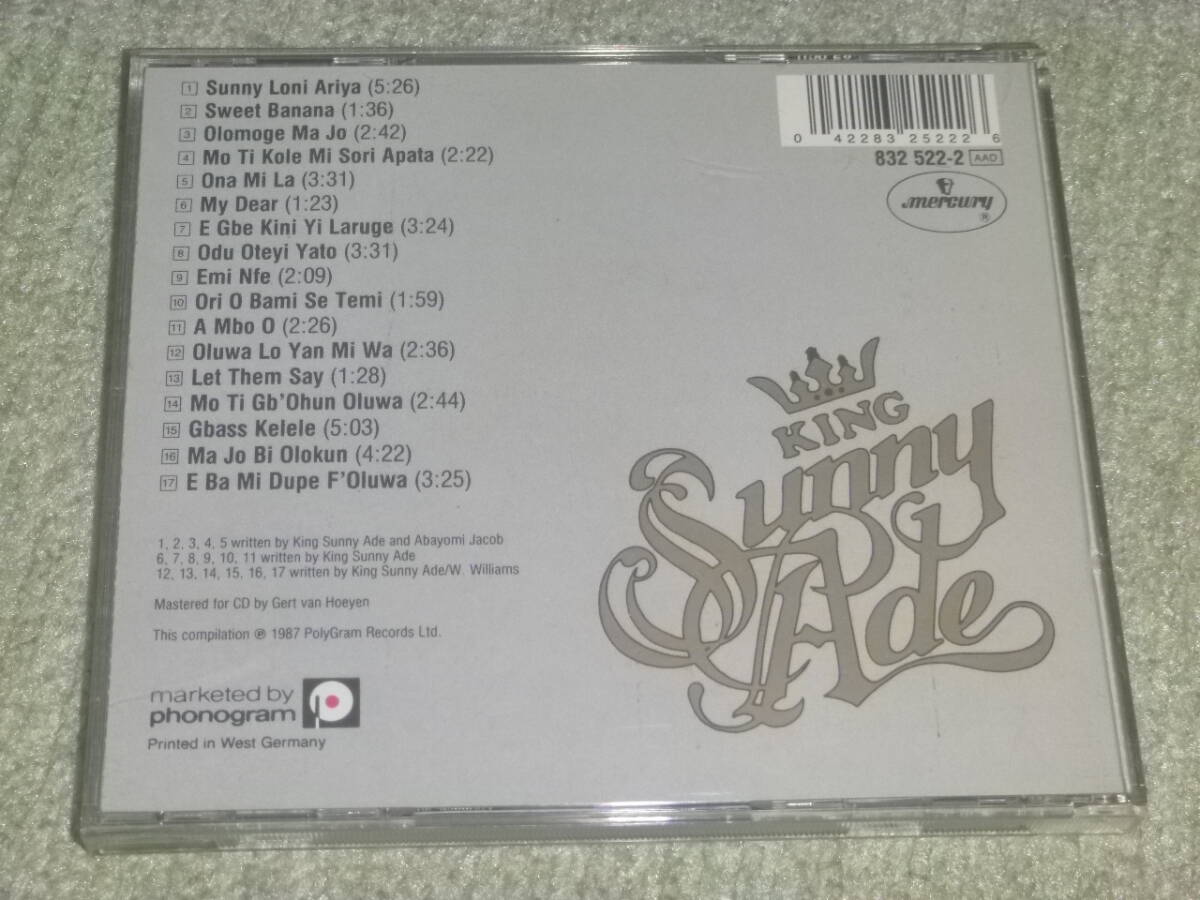 1 Sunny Loni Ariya (5:26)
2 Sweet Banana (1:36)
3 Olomoge Ma Jo (2:42)
4 Mo Ti Kole Mi Sori Apata (2:22)
5 Ona Mi La (3:31)
6 My Dear (1:23)
7 E Gbe Kini Yi Laruge (3:24)
8 Odu Oteyi Yato (3:31)
9 Emi Nfe (2:09)
10 Ori O Bami Se Temi (1:59)
11 A Mbo O (2:26)
12 Oluwa Lo Yan Mi Wa (2:36)
13 Let Them Say (1:28)
14 Mo Ti Gb'Ohun Oluwa (2:44)
15 Gbass Kelele (5:03)
16 Ma Jo Bi Olokun (4:22)
17 E Ba Mi Dupe F'Oluwa (3:25)
1, 2, 3, 4, 5 written by King Sunny Ade and Abayomi Jacob
6, 7, 8, 9, 10, 11 written by King Sunny Ade
12, 13, 14, 15, 16, 17 written by King Sunny Ade/W. Williams
Mastered for CD by Gert van Hoeyen
This compilation ℗ 1987 PolyGram Records Ltd.
marketed by
phonogram
Printed in West Germany
0 42283 25222 6
832 522-2 AAD
mercury ®
KING
Sunny
Ade